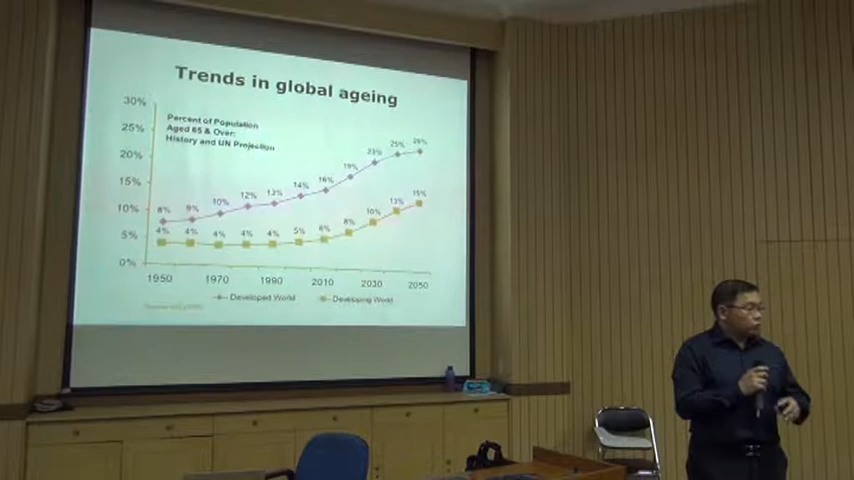 Trends in global ageing
30%
25%
20%
15%
10%
5%
0%
Percent of Population
Aged 65 & Over:
History and UN Projection
8% 9% 10% 12% 13% 14% 16% 19% 23% 25% 26%
4% 4% 4% 4% 4% 5% 6% 8% 10% 13% 15%
1950 1970 1990 2010 2030 2050
Developed World Developing World